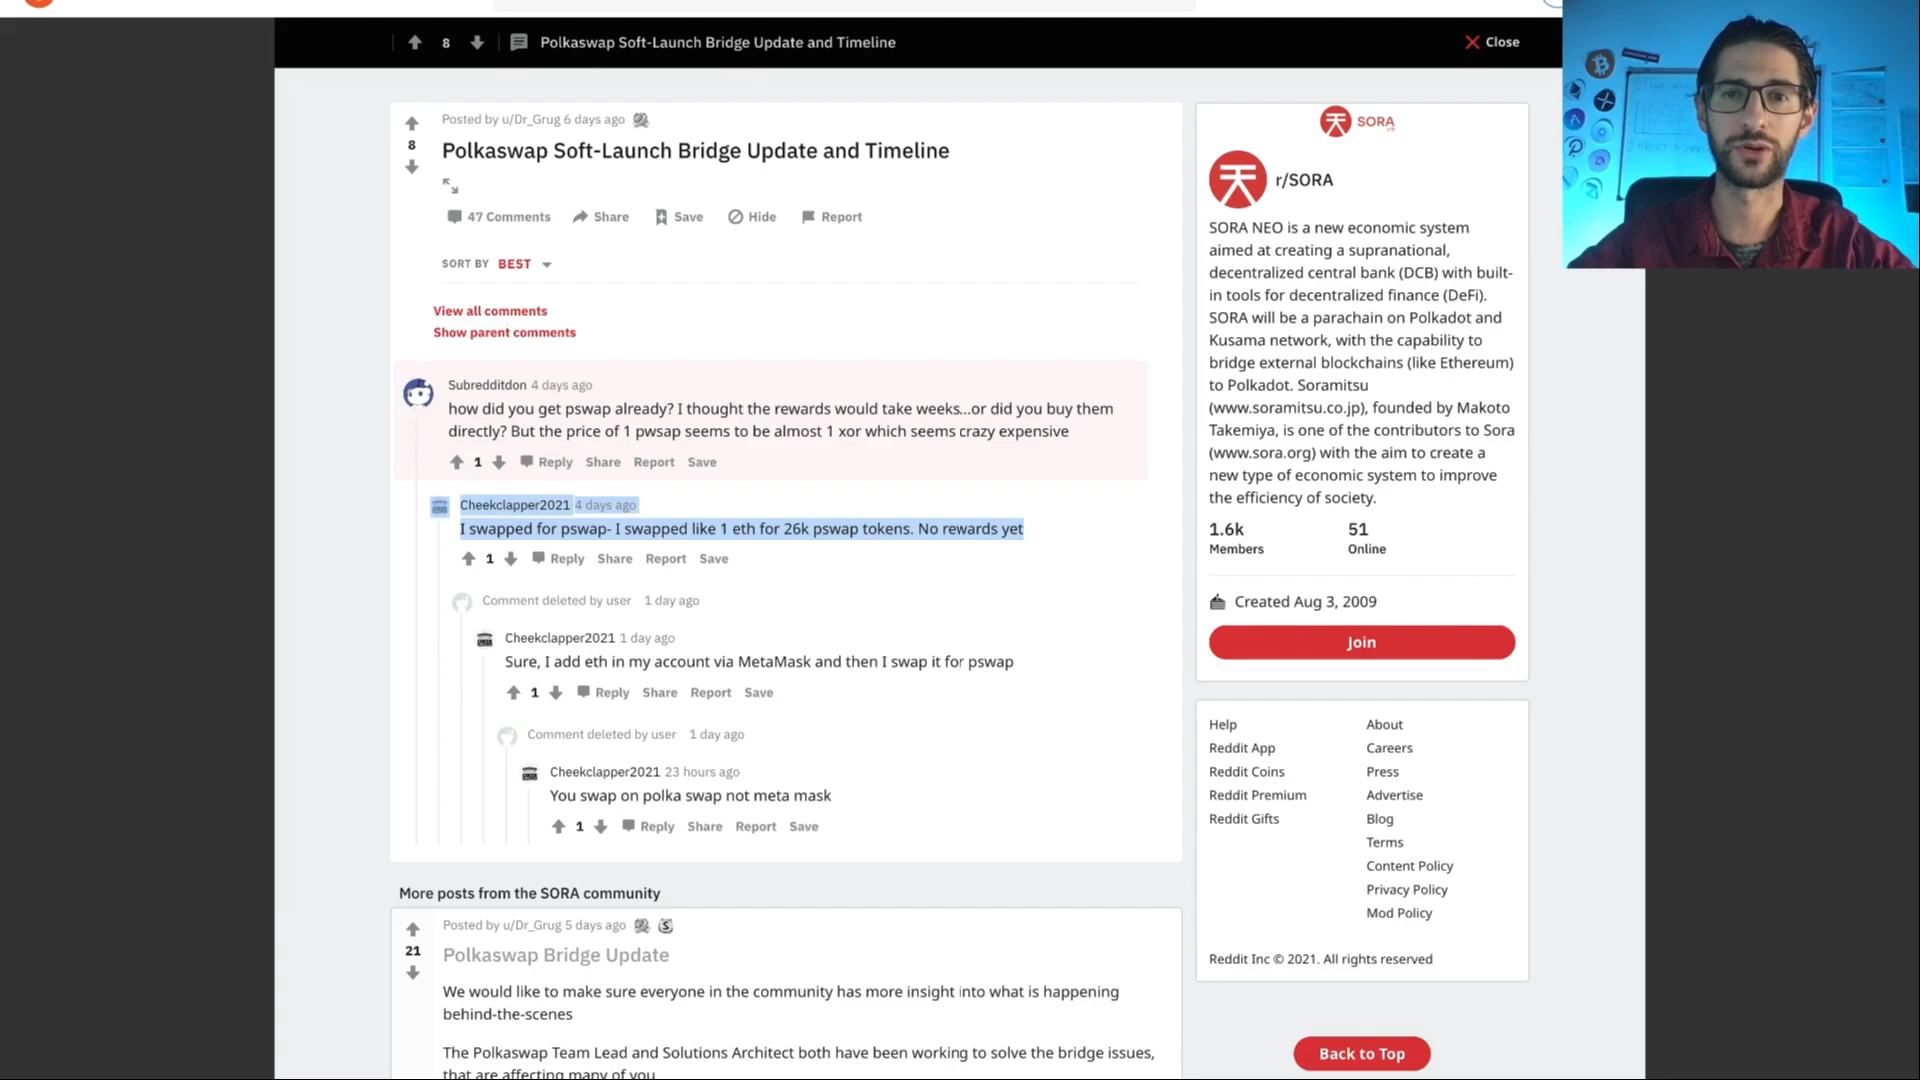 8
Polkaswap Soft-Launch Bridge Update and Timeline
Close
Posted by u/Dr_Grug 6 days ago
8
Polkaswap Soft-Launch Bridge Update and Timeline
47 Comments
Share
Save
Hide
Report
SORT BY BEST
View all comments
Show parent comments
Subredditdon 4 days ago
how did you get pswap already? I thought the rewards would take weeks...or did you buy them
directly? But the price of 1 pwsap seems to be almost 1 xor which seems crazy expensive
1
Reply
Share
Report
Save
Cheekclapper2021 4 days ago
I swapped for pswap- I swapped like 1 eth for 26k pswap tokens. No rewards yet
1
Reply
Share
Report
Save
Comment deleted by user 1 day ago
Cheekclapper2021 1 day ago
Sure, I add eth in my account via MetaMask and then I swap it for pswap
1
Reply
Share
Report
Save
Comment deleted by user 1 day ago
Cheekclapper2021 23 hours ago
You swap on polka swap not meta mask
1
Reply
Share
Report
Save
More posts from the SORA community
Posted by u/Dr_Grug 5 days ago
21
Polkaswap Bridge Update
We would like to make sure everyone in the community has more insight into what is happening
behind-the-scenes
The Polkaswap Team Lead and Solutions Architect both have been working to solve the bridge issues,
that are affecting many of you
SORA
r/SORA
SORA NEO is a new economic system
aimed at creating a supranational,
decentralized central bank (DCB) with built-
in tools for decentralized finance (DeFi).
SORA will be a parachain on Polkadot and
Kusama network, with the capability to
bridge external blockchains (like Ethereum)
to Polkadot. Soramitsu
(www.soramitsu.co.jp), founded by Makoto
Takemiya, is one of the contributors to Sora
(www.sora.org) with the aim to create a
new type of economic system to improve
the efficiency of society.
1.6k
Members
51
Online
Created Aug 3, 2009
Join
Help
Reddit App
Reddit Coins
Reddit Premium
Reddit Gifts
About
Careers
Press
Advertise
Blog
Terms
Content Policy
Privacy Policy
Mod Policy
Reddit Inc © 2021. All rights reserved
Back to Top